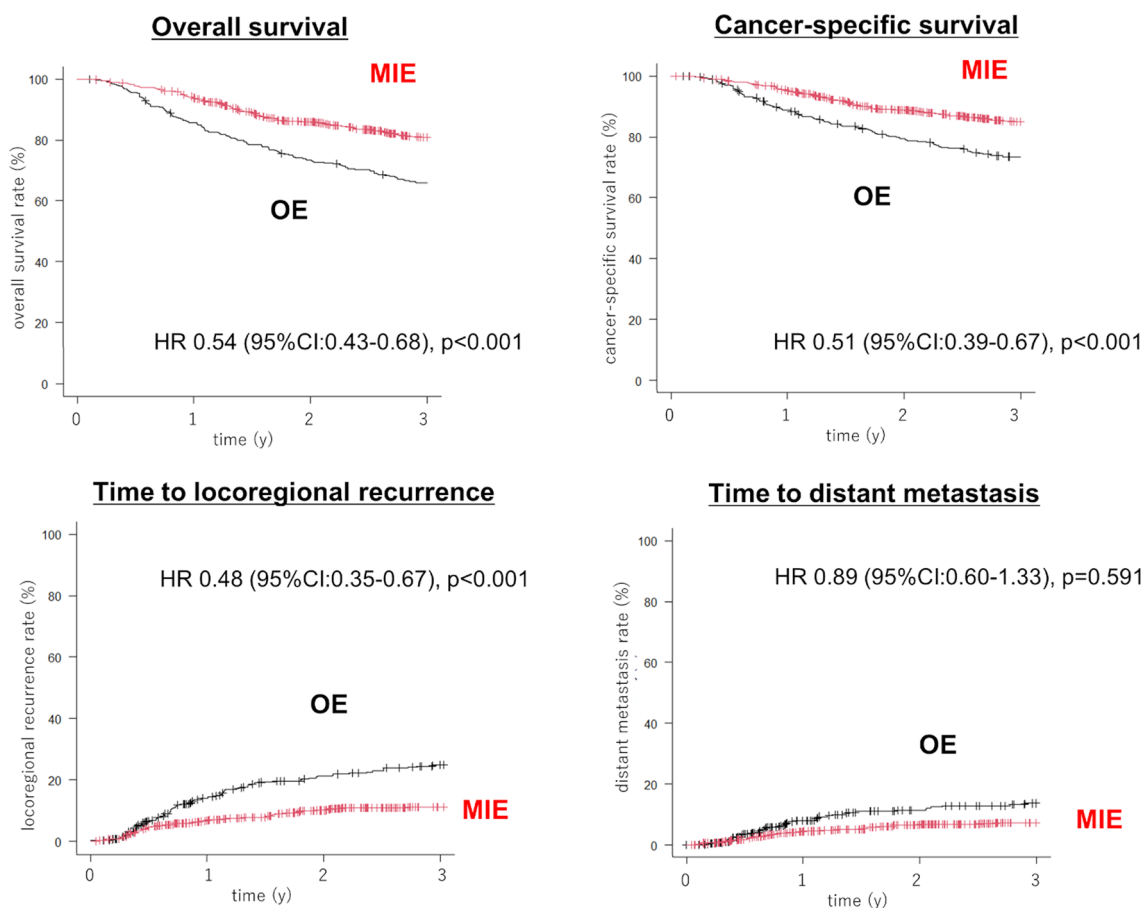 Overall survival
MIE
100
80
60
40
20
0
overall survival rate (%)
OE
HR 0.54 (95%CI:0.43-0.68), p<0.001
0 1 2 3
time (y)
Cancer-specific survival
MIE
100
80
60
40
20
0
cancer-specific survival rate (%)
OE
HR 0.51 (95%CI:0.39-0.67), p<0.001
0 1 2 3
time (y)
Time to locoregional recurrence
100
80
60
40
20
0
locoregional recurrence rate (%)
HR 0.48 (95%CI:0.35-0.67), p<0.001
OE
MIE
0 1 2 3
time (y)
Time to distant metastasis
100
80
60
40
20
0
distant metastasis rate (%)
HR 0.89 (95%CI:0.60-1.33), p=0.591
OE
MIE
0 1 2 3
time (y)